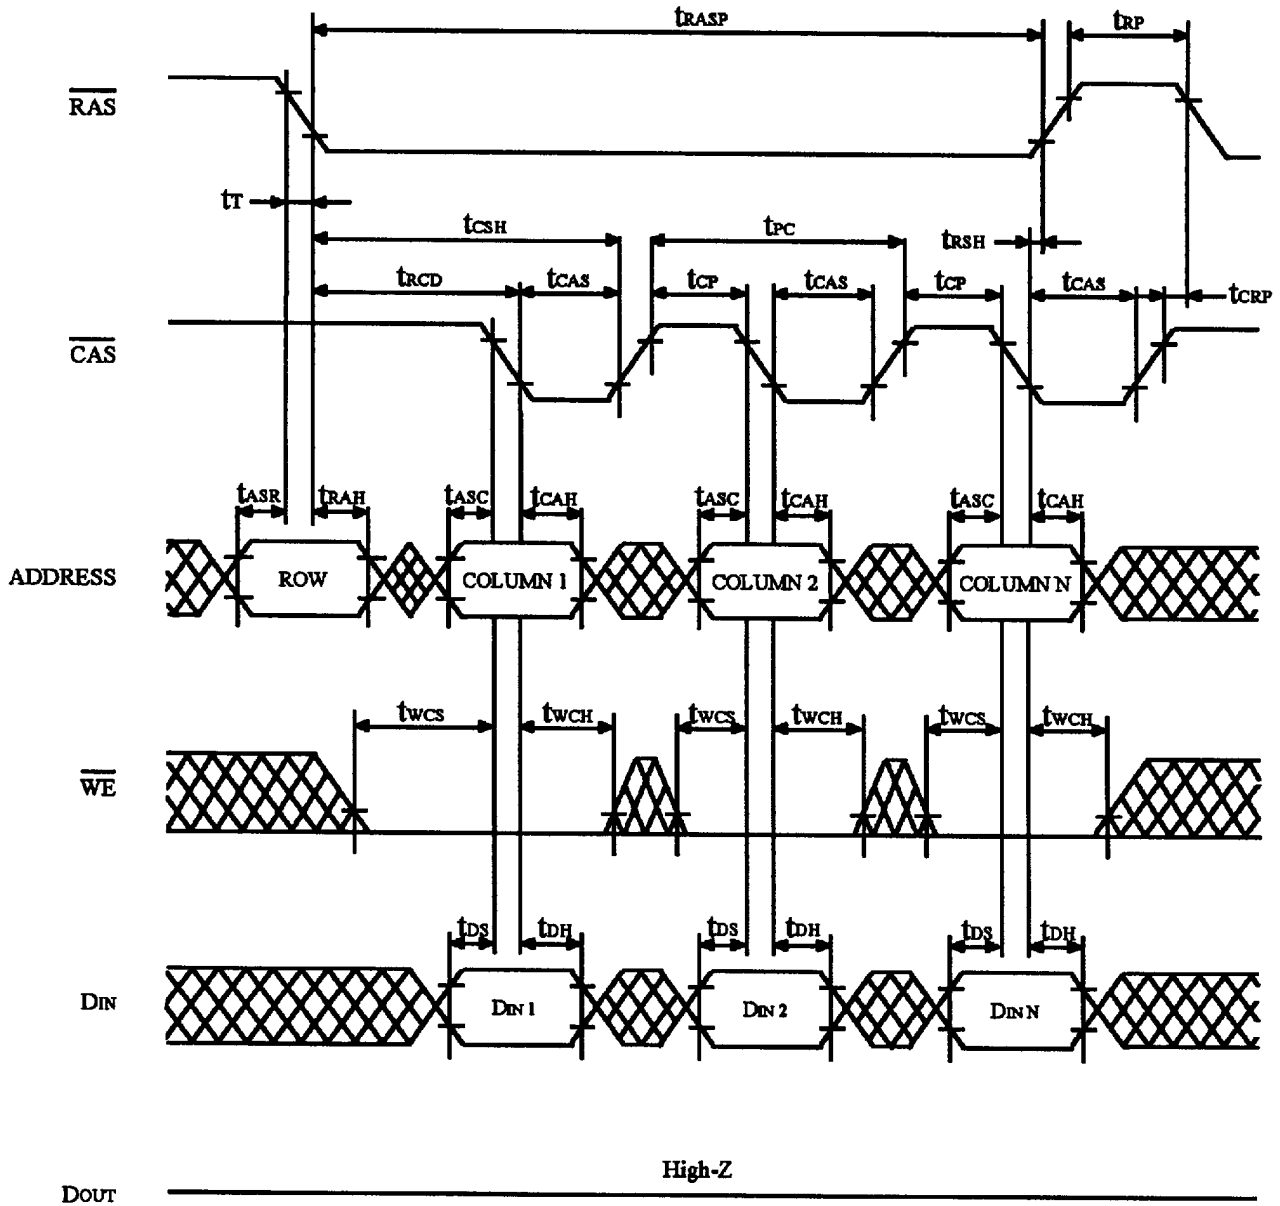 tRASP tRP
RAS
tT tCSH tPC tRSH
tRCD tCAS tCP tCAS tCP tCAS tCRP
CAS
tASR tRAH tASC tCAH tASC tCAH tASC tCAH
ADDRESS ROW COLUMN 1 COLUMN 2 COLUMN N
tWCS tWCH tWCS tWCH tWCS tWCH
WE
tDS tDH tDS tDH tDS tDH
DIN DIN 1 DIN 2 DIN N
High-Z
DOUT